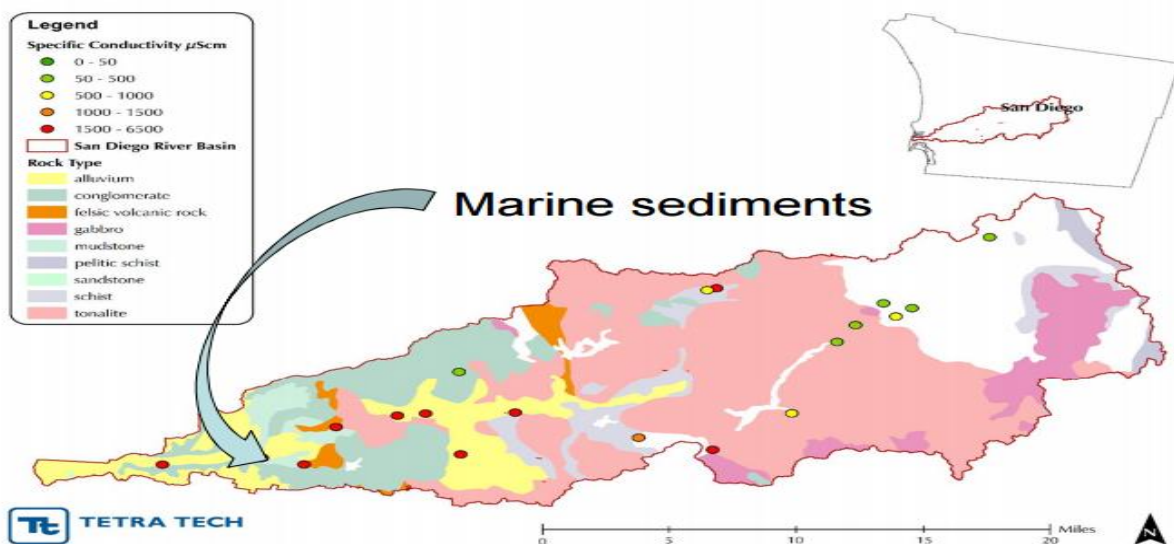 Legend
Specific Conductivity µScm
0 - 50
50 - 500
500 - 1000
1000 - 1500
1500 - 6500
San Diego River Basin
Rock Type
alluvium
conglomerate
felsic volcanic rock
gabbro
mudstone
pelitic schist
sandstone
schist
tonalite
San Diego
Marine sediments
Tt TETRA TECH
0 5 10 15 20 Miles
N